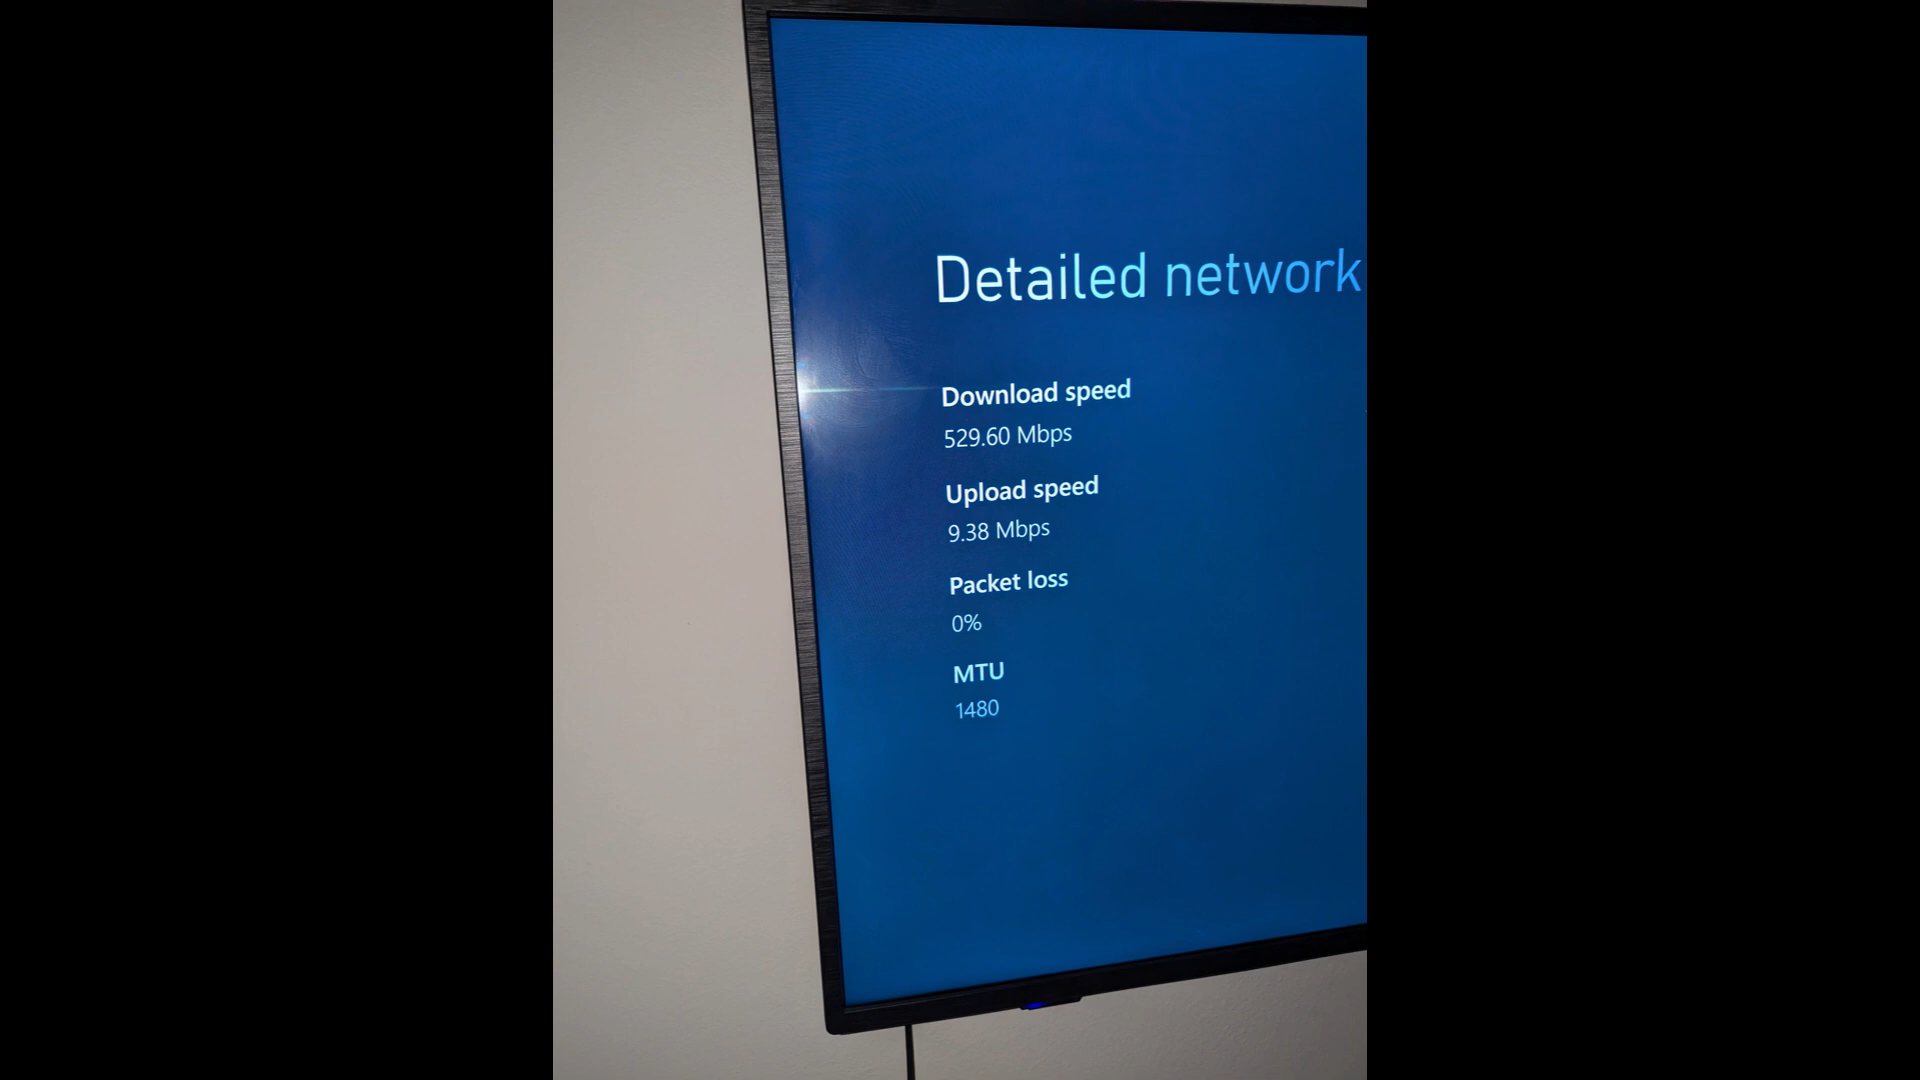 Detailed network
Download speed
529.60 Mbps
Upload speed
9.38 Mbps
Packet loss
0%
MTU
1480